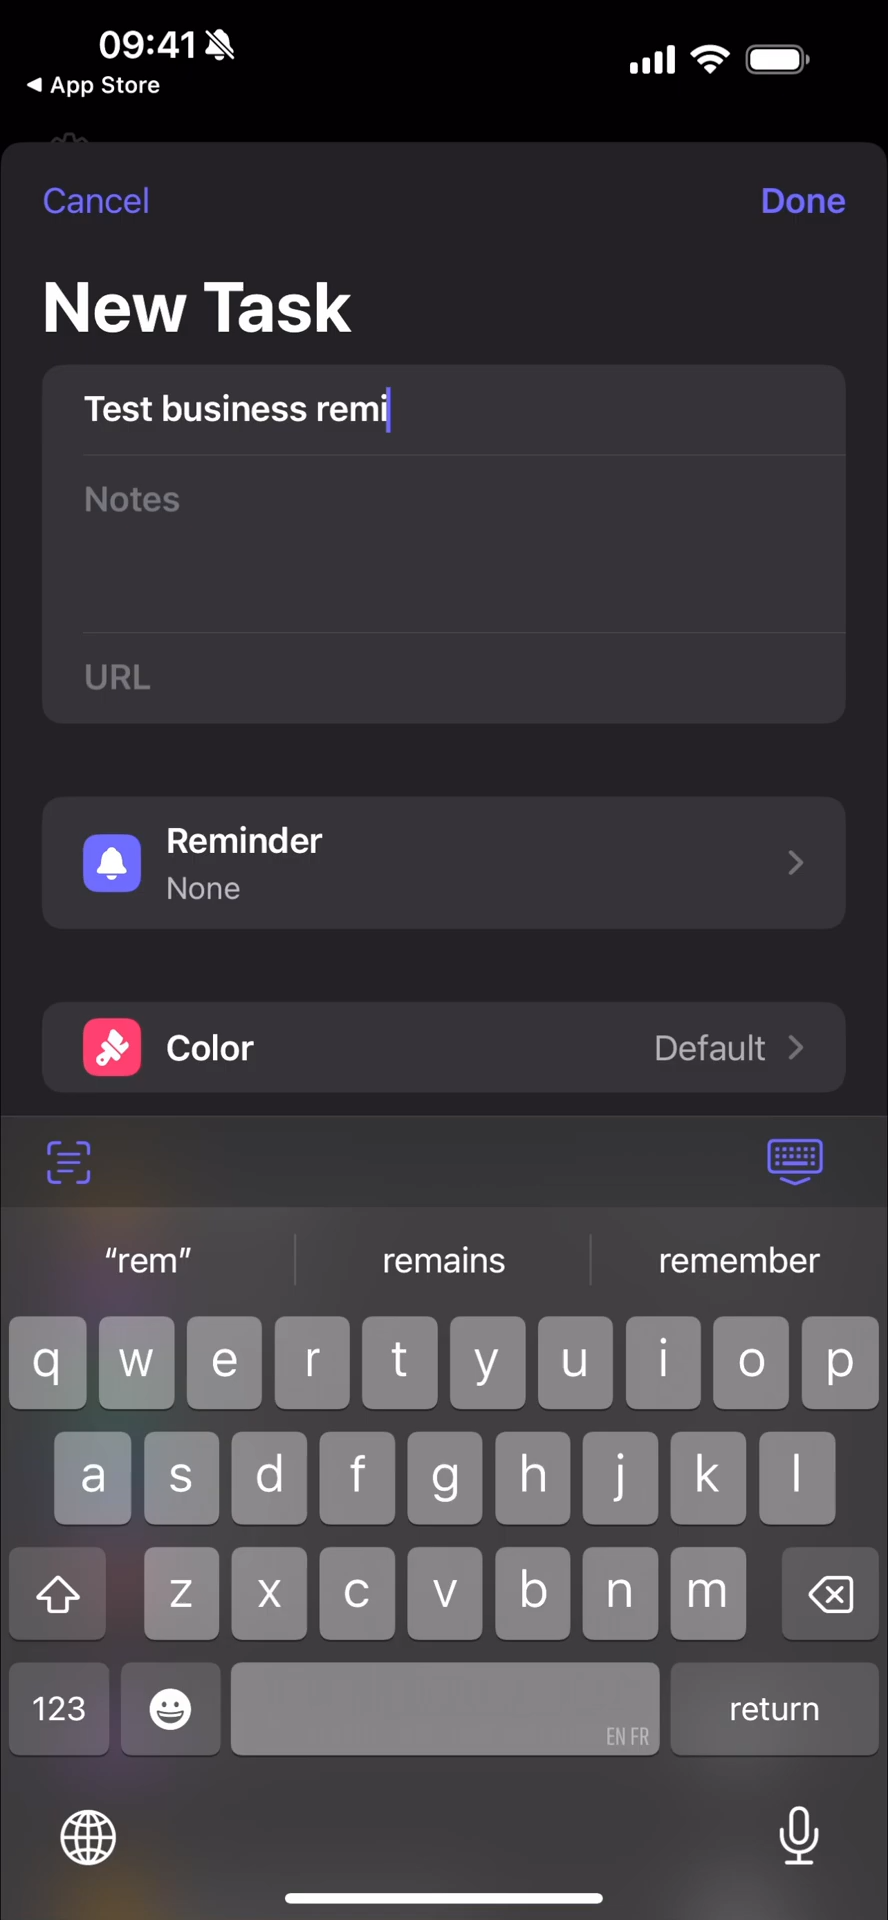 09:41
◀ App Store
Cancel
Done
New Task
Test business remi
Notes
URL
Reminder
None
Color
Default
“rem”
remains
remember
q w e r t y u i o p
a s d f g h j k l
z x c v b n m
123
EN FR
return